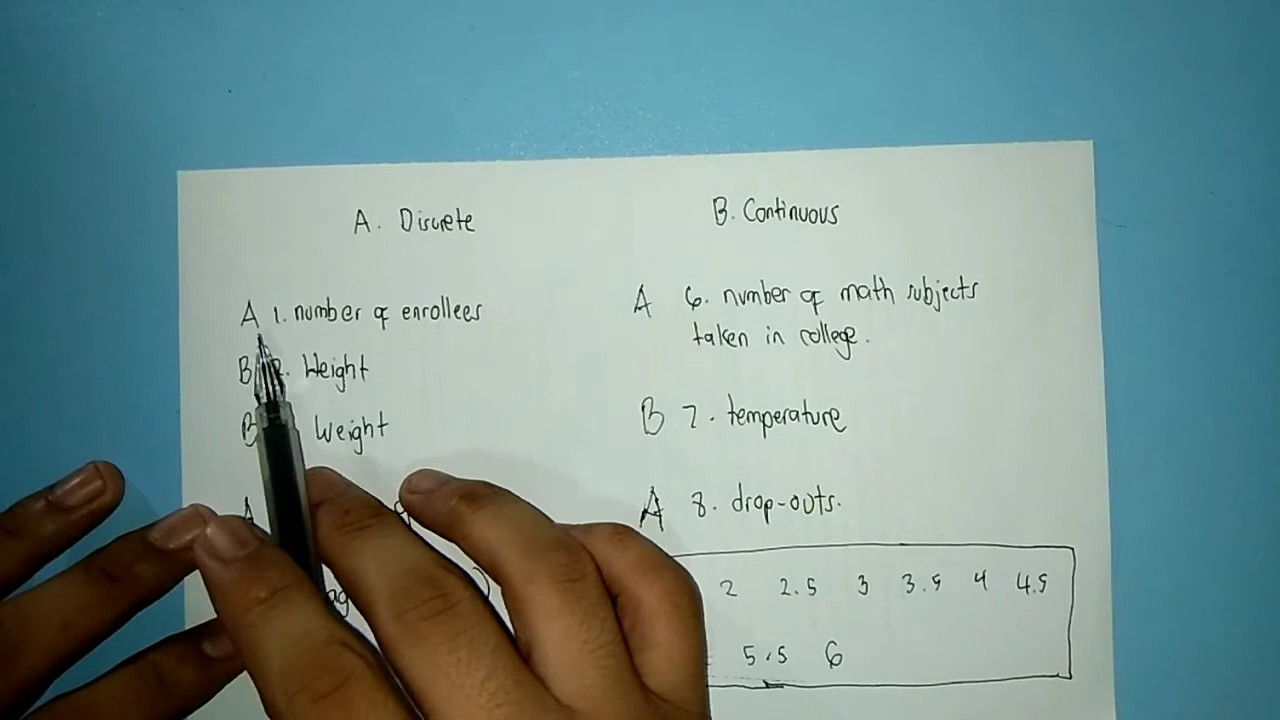 A. Discrete
B. Continuous
A 1. number of enrollees
B 2. Height
B Weight
A
A 6. number of math subjects
taken in college.
B 7. temperature
A 8. drop-outs.
2 2.5 3 3.5 4 4.5
5.5 6